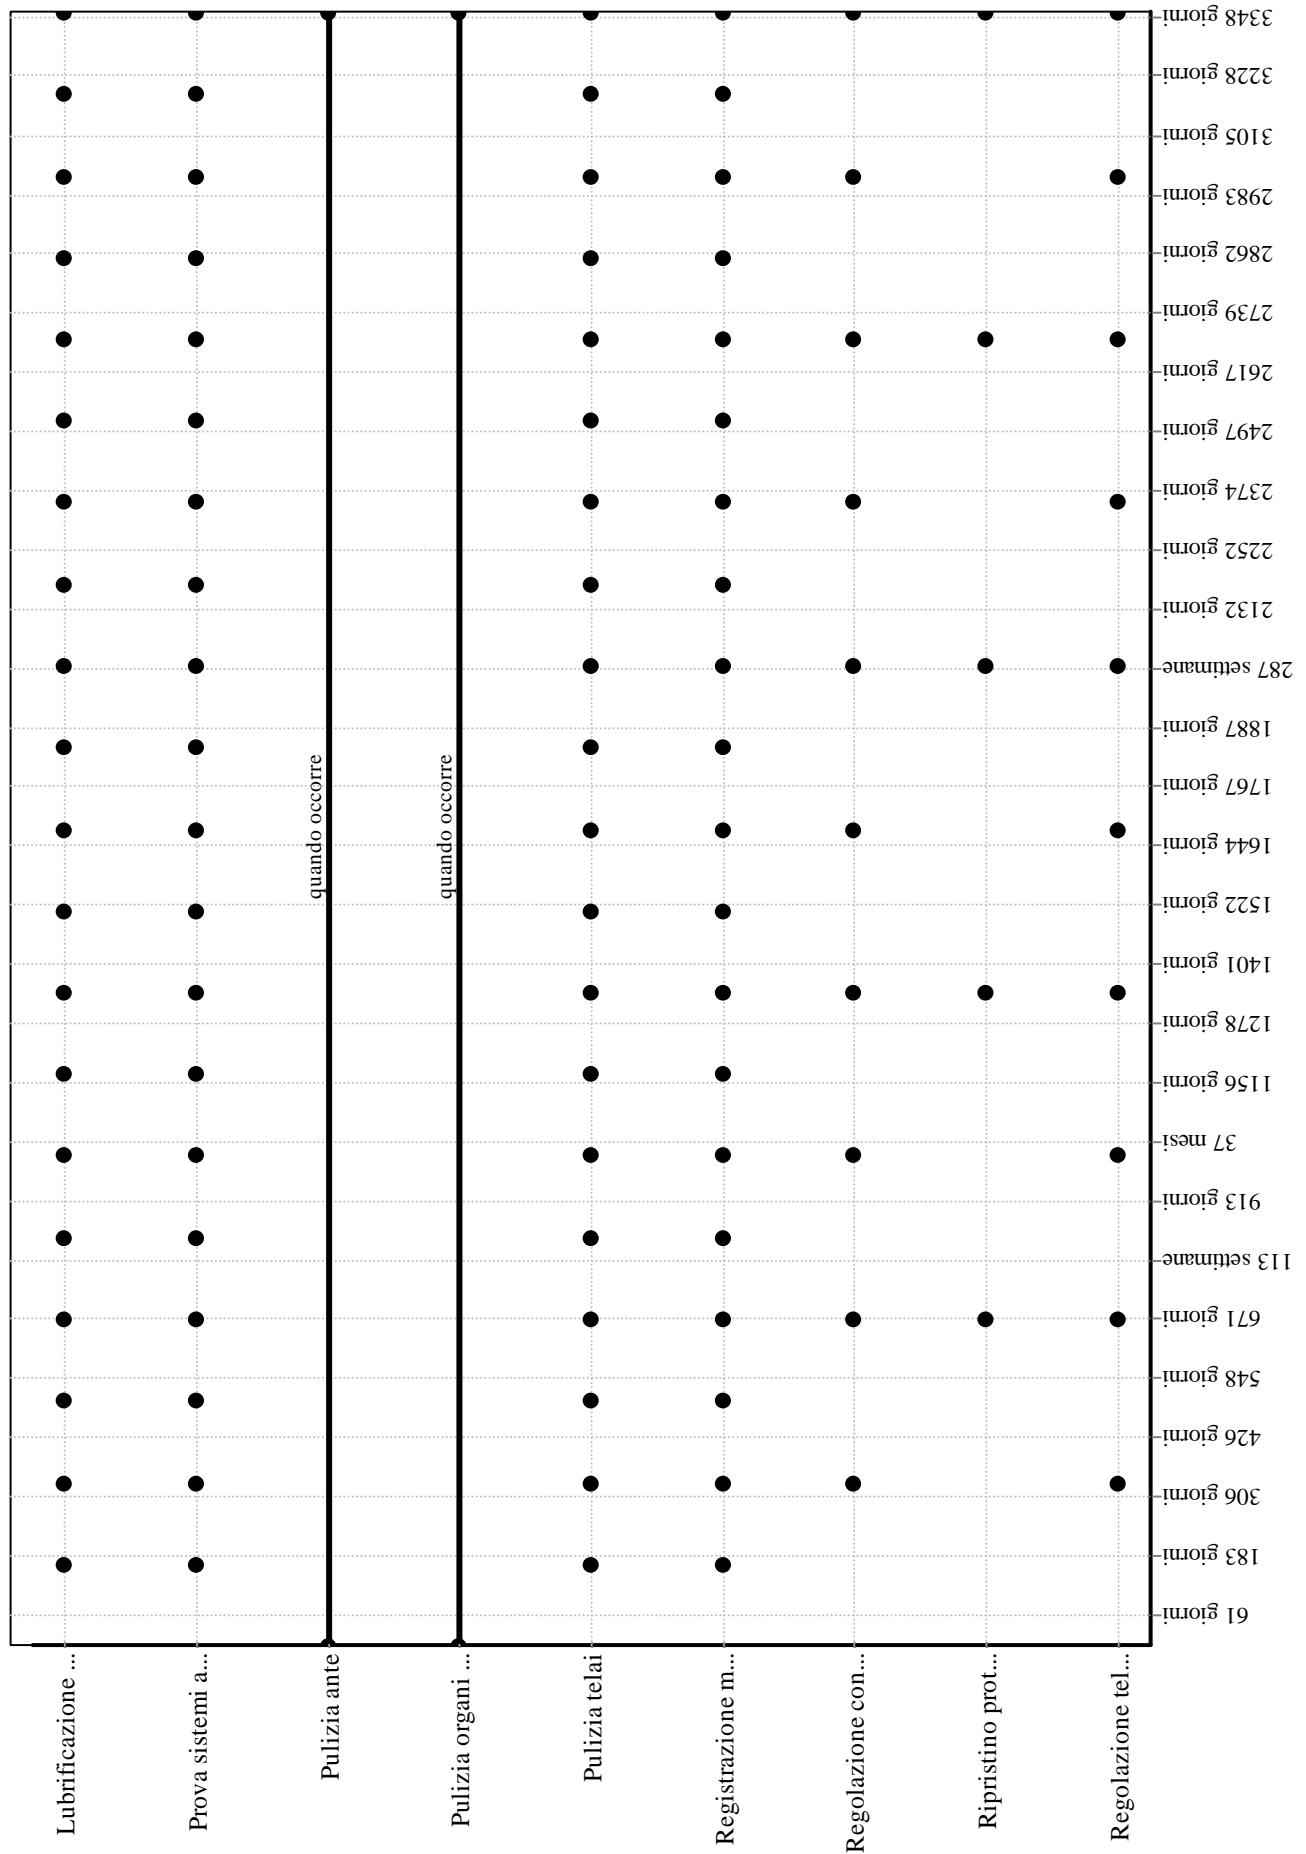 3348 giorni
3228 giorni
3105 giorni
2983 giorni
2862 giorni
2739 giorni
2617 giorni
2497 giorni
2374 giorni
2252 giorni
2132 giorni
287 settimane
1887 giorni
1767 giorni
1644 giorni
1522 giorni
1401 giorni
1278 giorni
1156 giorni
37 mesi
913 giorni
113 settimane
671 giorni
548 giorni
426 giorni
306 giorni
183 giorni
61 giorni
quando occorre
quando occorre
Lubrificazione ...
Prova sistemi a...
Pulizia ante
Pulizia organi ...
Pulizia telai
Registrazione m...
Regolazione con...
Ripristino prot...
Regolazione tel...